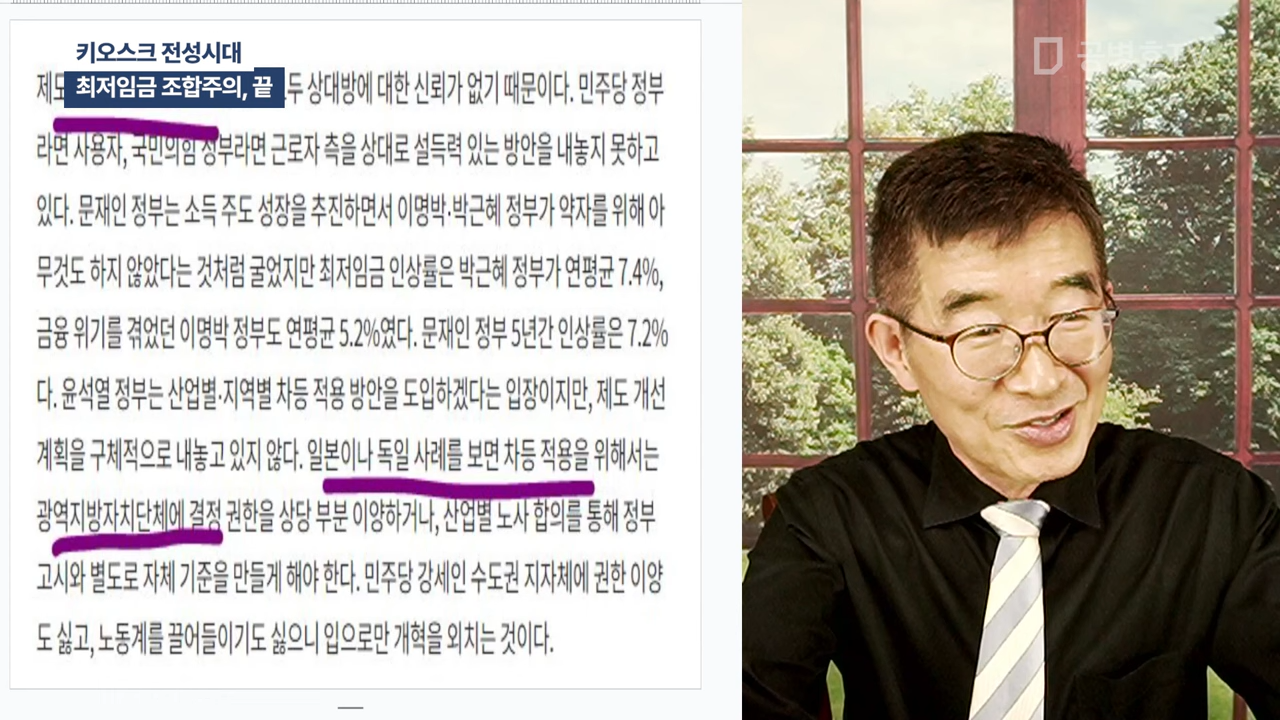 키오스크 전성시대
최저임금 조합주의, 끝
제도 두 상대방에 대한 신뢰가 없기 때문이다. 민주당 정부
라면 사용자, 국민의힘 정부라면 근로자 측을 상대로 설득력 있는 방안을 내놓지 못하고
있다. 문재인 정부는 소득 주도 성장을 추진하면서 이명박·박근혜 정부가 약자를 위해 아
무것도 하지 않았다는 것처럼 굴었지만 최저임금 인상률은 박근혜 정부가 연평균 7.4%,
금융 위기를 겪었던 이명박 정부도 연평균 5.2%였다. 문재인 정부 5년간 인상률은 7.2%
다. 윤석열 정부는 산업별·지역별 차등 적용 방안을 도입하겠다는 입장이지만, 제도 개선
계획을 구체적으로 내놓고 있지 않다. 일본이나 독일 사례를 보면 차등 적용을 위해서는
광역지방자치단체에 결정 권한을 상당 부분 이양하거나, 산업별 노사 합의를 통해 정부
고시와 별도로 자체 기준을 만들게 해야 한다. 민주당 강세인 수도권 지자체에 권한 이양
도 싫고, 노동계를 끌어들이기도 싫으니 입으로만 개혁을 외치는 것이다.